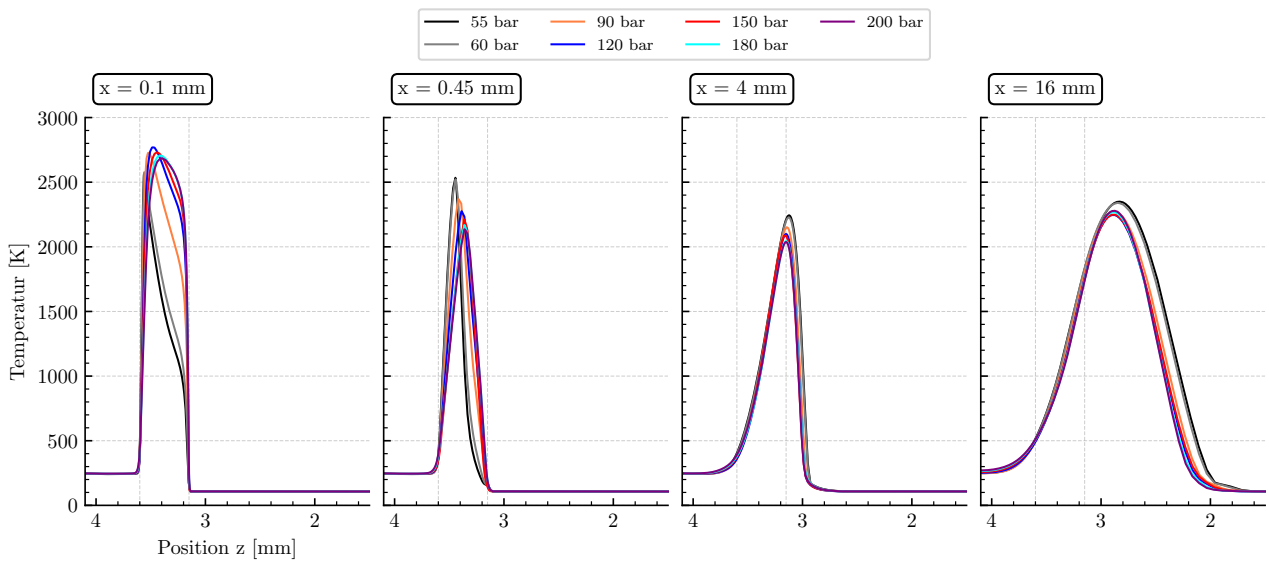 55 bar 90 bar 150 bar 200 bar
60 bar 120 bar 180 bar
x = 0.1 mm x = 0.45 mm x = 4 mm x = 16 mm
3000
2500
2000
1500
1000
500
0
Temperatur [K]
4 3 2 4 3 2 4 3 2 4 3 2
Position z [mm]